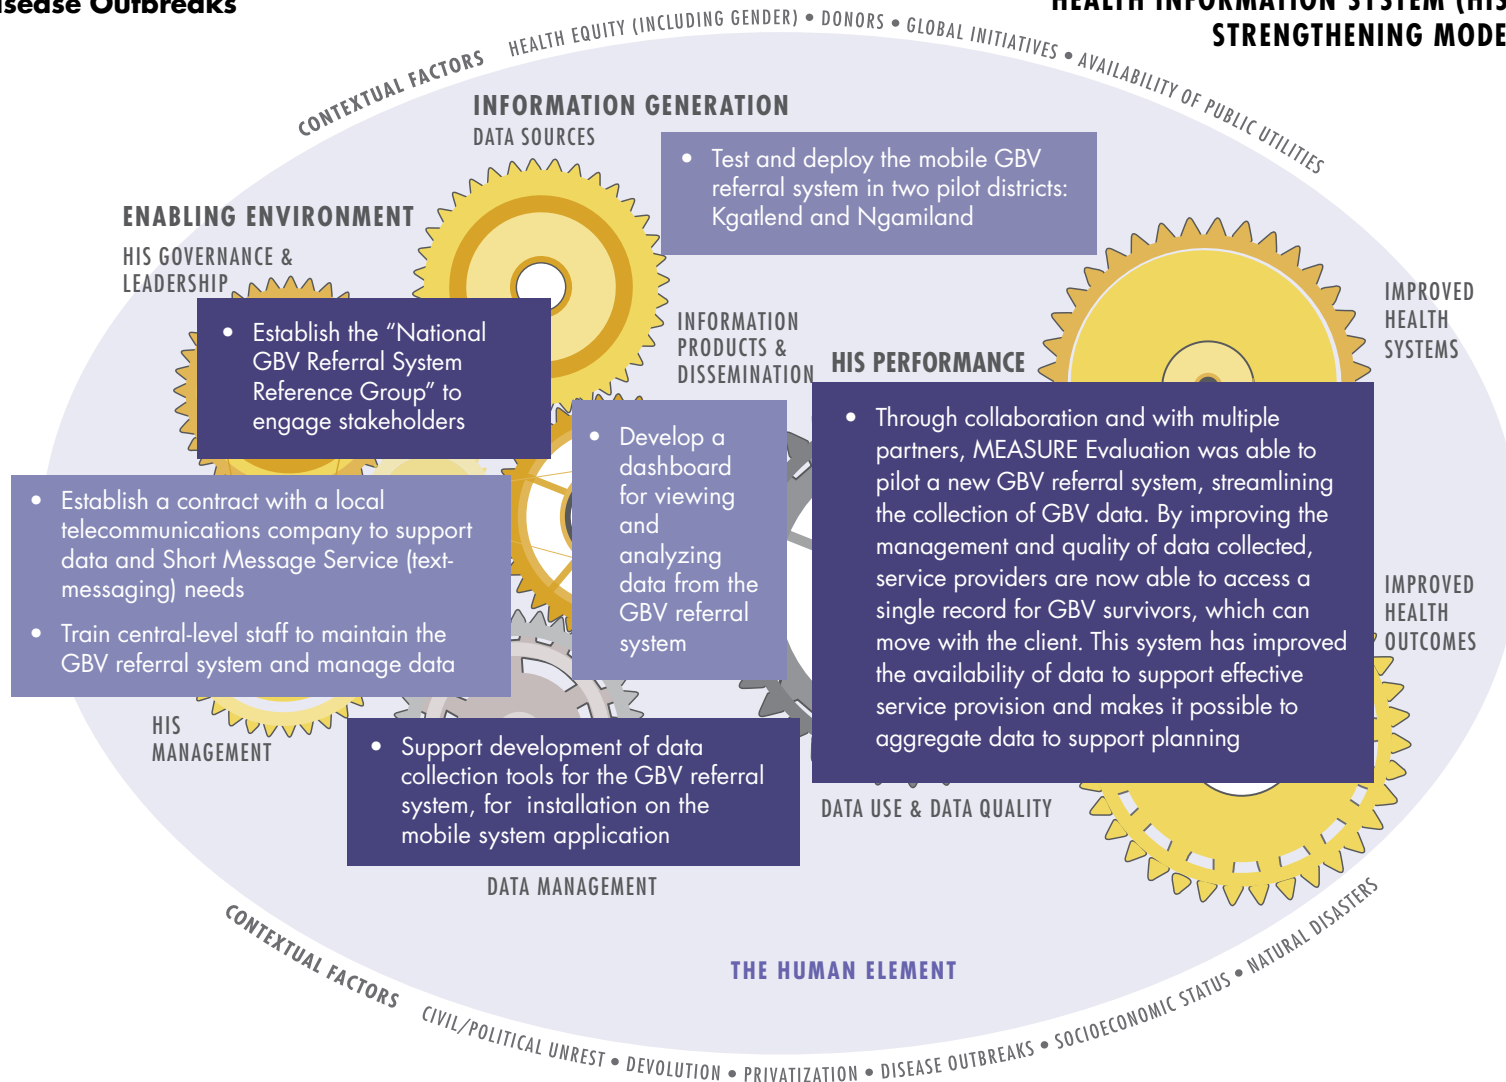 Disease Outbreaks
HEALTH INFORMATION SYSTEM (HIS
STRENGTHENING MODE
CONTEXTUAL FACTORS
HEALTH EQUITY (INCLUDING GENDER) • DONORS • GLOBAL INITIATIVES • AVAILABILITY OF PUBLIC UTILITIES
INFORMATION GENERATION
DATA SOURCES
• Test and deploy the mobile GBV
referral system in two pilot districts:
Kgatlend and Ngamiland
ENABLING ENVIRONMENT
HIS GOVERNANCE &
LEADERSHIP
• Establish the “National
GBV Referral System
Reference Group” to
engage stakeholders
INFORMATION
PRODUCTS &
DISSEMINATION
HIS PERFORMANCE
IMPROVED
HEALTH
SYSTEMS
• Develop a
dashboard
for viewing
and
analyzing
data from the
GBV referral
system
• Through collaboration and with multiple
partners, MEASURE Evaluation was able to
pilot a new GBV referral system, streamlining
the collection of GBV data. By improving the
management and quality of data collected,
service providers are now able to access a
single record for GBV survivors, which can
move with the client. This system has improved
the availability of data to support effective
service provision and makes it possible to
aggregate data to support planning
• Establish a contract with a local
telecommunications company to support
data and Short Message Service (text-
messaging) needs
• Train central-level staff to maintain the
GBV referral system and manage data
IMPROVED
HEALTH
OUTCOMES
HIS
MANAGEMENT
• Support development of data
collection tools for the GBV referral
system, for installation on the
mobile system application
DATA USE & DATA QUALITY
DATA MANAGEMENT
THE HUMAN ELEMENT
CONTEXTUAL FACTORS
CIVIL/POLITICAL UNREST • DEVOLUTION • PRIVATIZATION • DISEASE OUTBREAKS • SOCIOECONOMIC STATUS • NATURAL DISASTERS